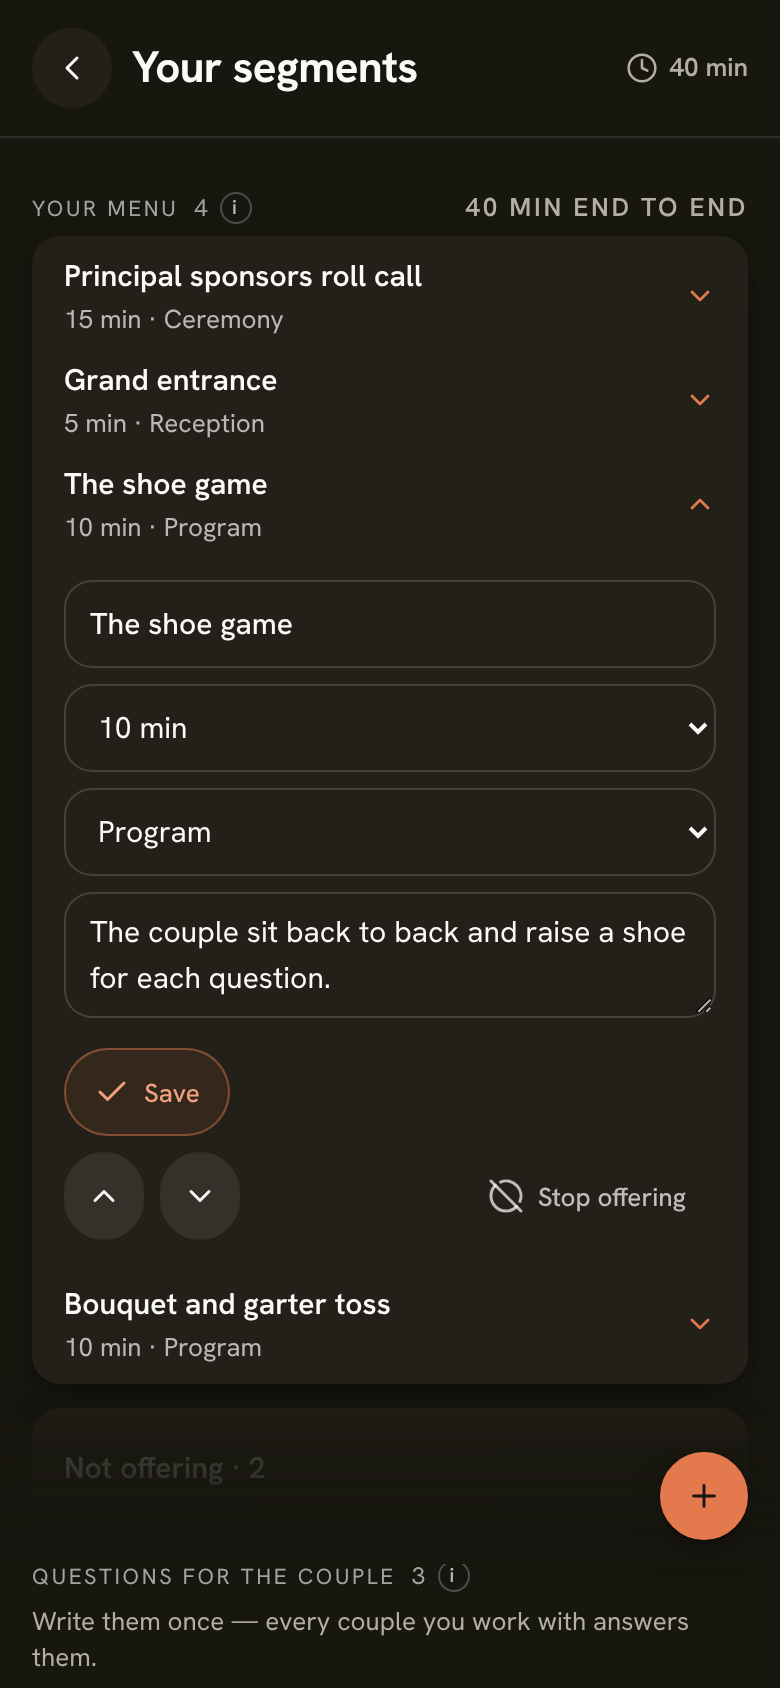 Your segments
40 min
YOUR MENU 4 i
40 MIN END TO END
Principal sponsors roll call
15 min · Ceremony
Grand entrance
5 min · Reception
The shoe game
10 min · Program
The shoe game
10 min
Program
The couple sit back to back and raise a shoe
for each question.
Save
Stop offering
Bouquet and garter toss
10 min · Program
Not offering · 2
QUESTIONS FOR THE COUPLE 3 i
Write them once — every couple you work with answers
them.